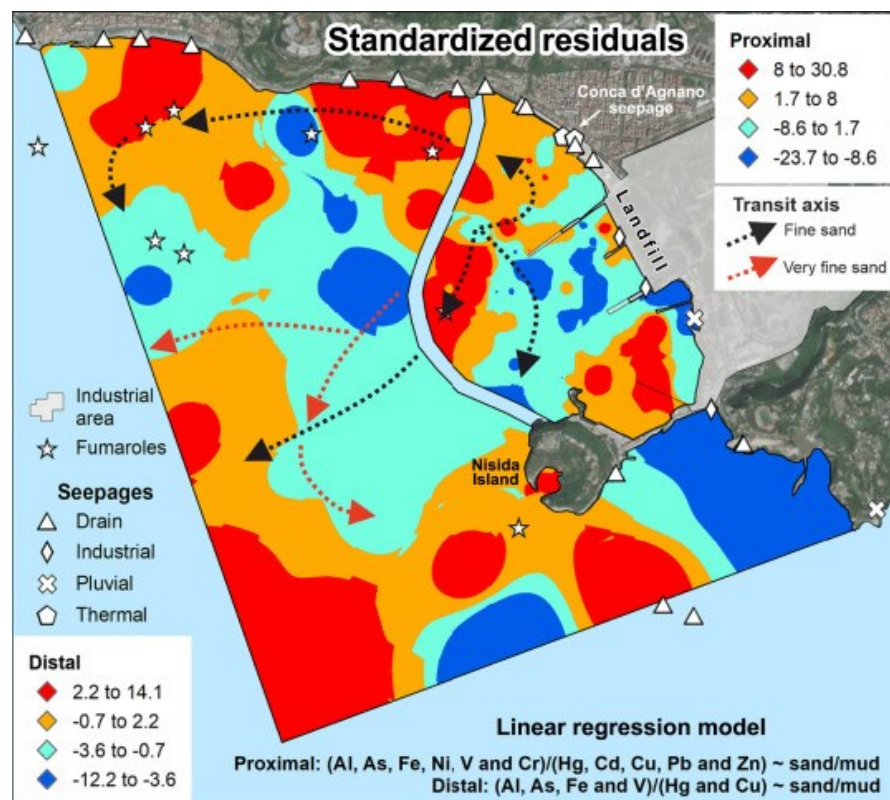 Standardized residuals
Proximal
8 to 30.8
1.7 to 8
-8.6 to 1.7
-23.7 to -8.6
Conca d'Agnano
seepage
Transit axis
Fine sand
Very fine sand
Landfill
Industrial
area
Fumaroles
Seepages
Drain
Industrial
Pluvial
Thermal
Nisida
Island
Distal
2.2 to 14.1
-0.7 to 2.2
-3.6 to -0.7
-12.2 to -3.6
Linear regression model
Proximal: (Al, As, Fe, Ni, V and Cr)/(Hg, Cd, Cu, Pb and Zn) ~ sand/mud
Distal: (Al, As, Fe and V)/(Hg and Cu) ~ sand/mud